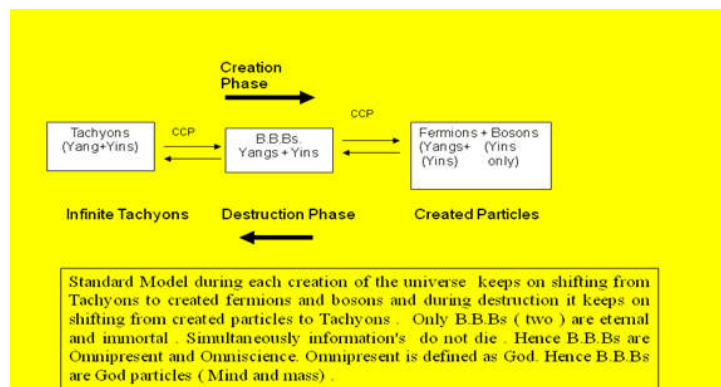 Creation
Phase
CCP
CCP
Tachyons
(Yang+Yins)
B.B.Bs.
Yangs + Yins
Fermions + Bosons
(Yangs+ (Yins
(Yins) only)
Infinite Tachyons
Destruction Phase
Created Particles
Standard Model during each creation of the universe keeps on shifting from
Tachyons to created fermions and bosons and during destruction it keeps on
shifting from created particles to Tachyons . Only B.B.Bs ( two ) are eternal
and immortal . Simultaneously information's do not die . Hence B.B.Bs are
Omnipresent and Omniscience. Omnipresent is defined as God. Hence B.B.Bs
are God particles ( Mind and mass) .